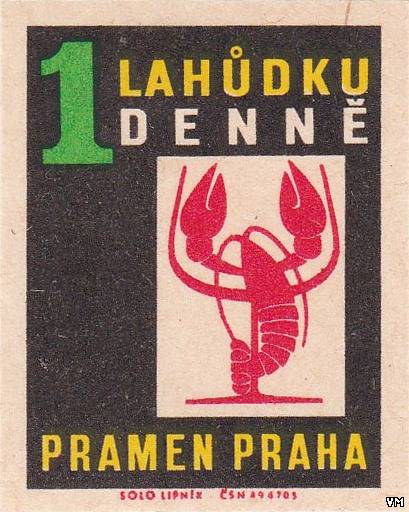 1 LAHŮDKU
DENNĚ
PRAMEN PRAHA
SOLO LIPNÍK - ČSN 494705
VM